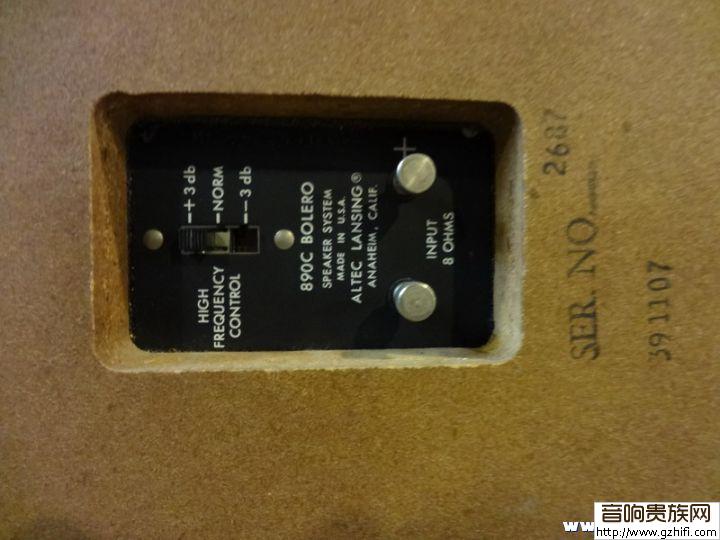 +3 db
NORM
−3 db
HIGH
FREQUENCY
CONTROL
890C BOLERO
SPEAKER SYSTEM
MADE IN U.S.A.
ALTEC LANSING®
ANAHEIM, CALIF.
+
INPUT
8 OHMS
SER. NO. 2687
391107
音响贵族网
http://www.gzhifi.com